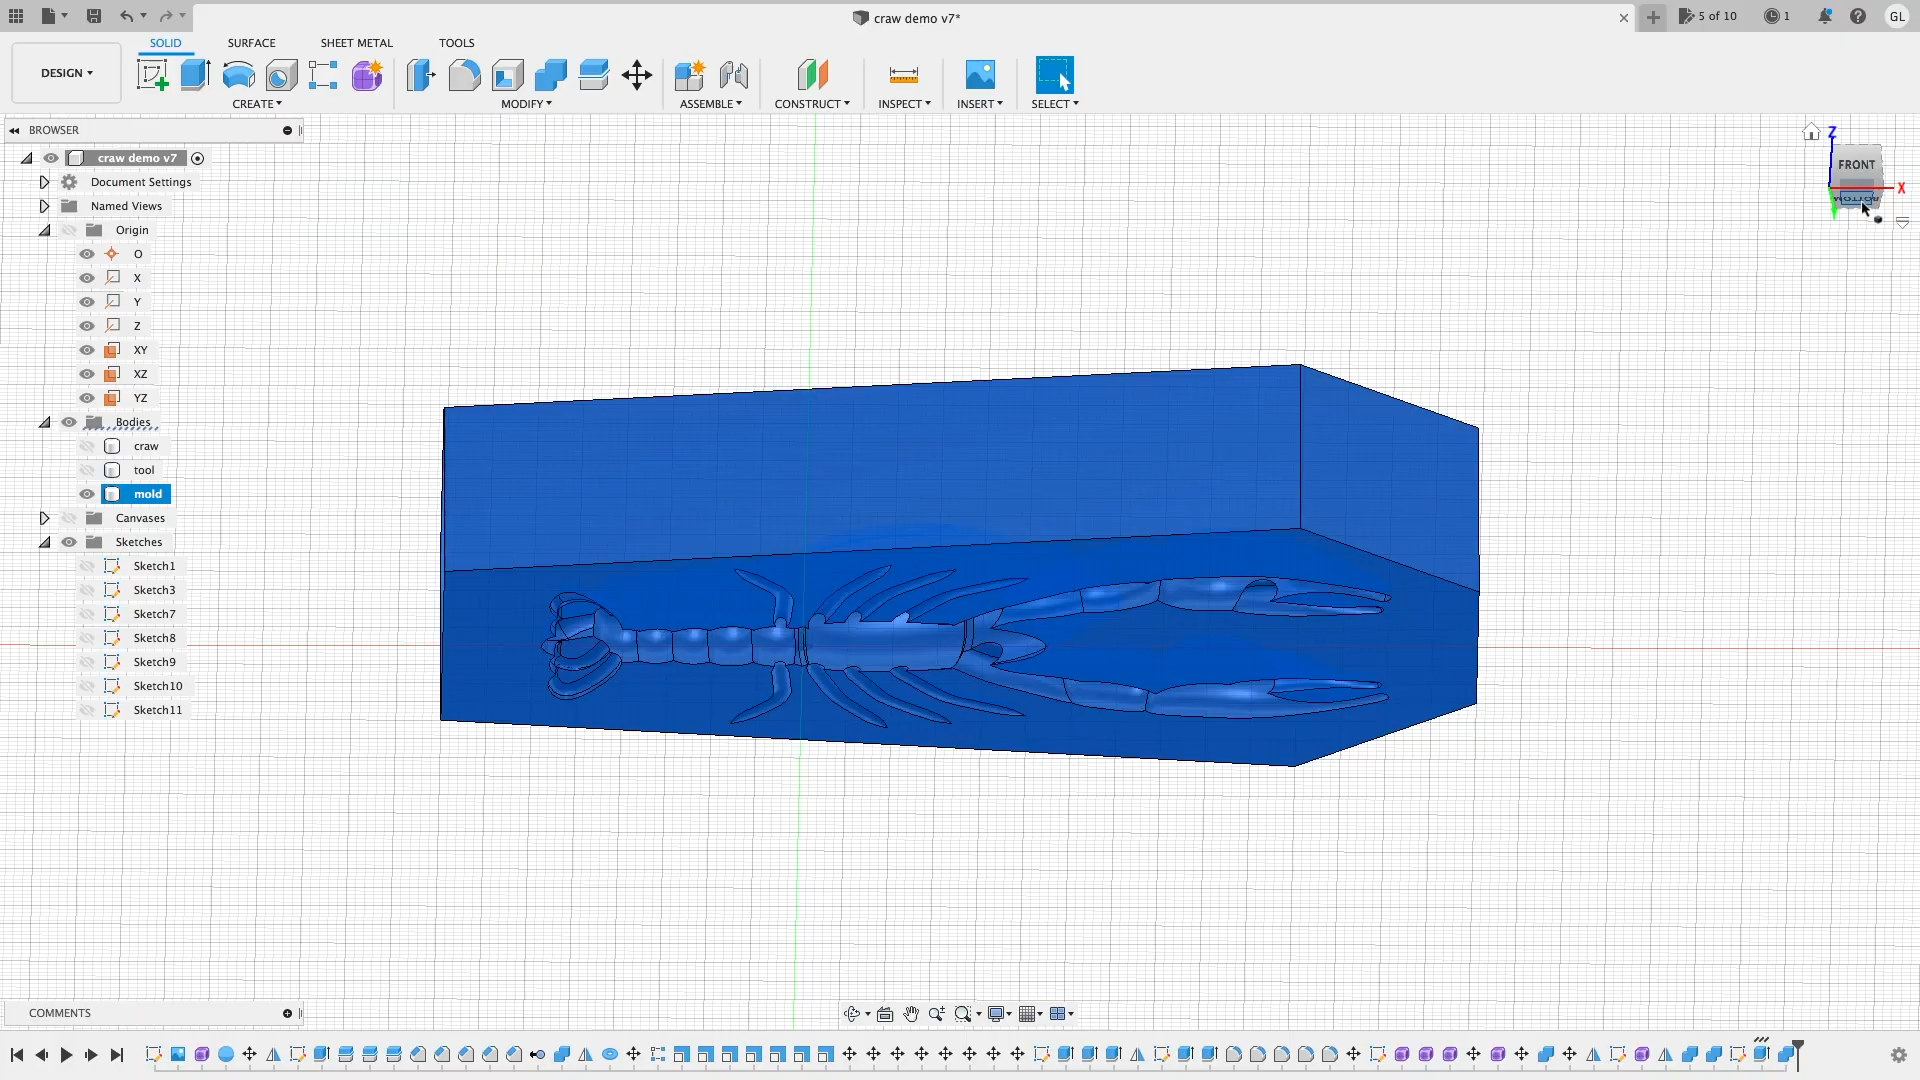 craw demo v7*
5 of 10
1
GL
DESIGN
SOLID
SURFACE
SHEET METAL
TOOLS
CREATE
MODIFY
ASSEMBLE
CONSTRUCT
INSPECT
INSERT
SELECT
BROWSER
craw demo v7
Document Settings
Named Views
Origin
O
X
Y
Z
XY
XZ
YZ
Bodies
craw
tool
mold
Canvases
Sketches
Sketch1
Sketch3
Sketch7
Sketch8
Sketch9
Sketch10
Sketch11
Z
FRONT
X
BOTTOM
COMMENTS